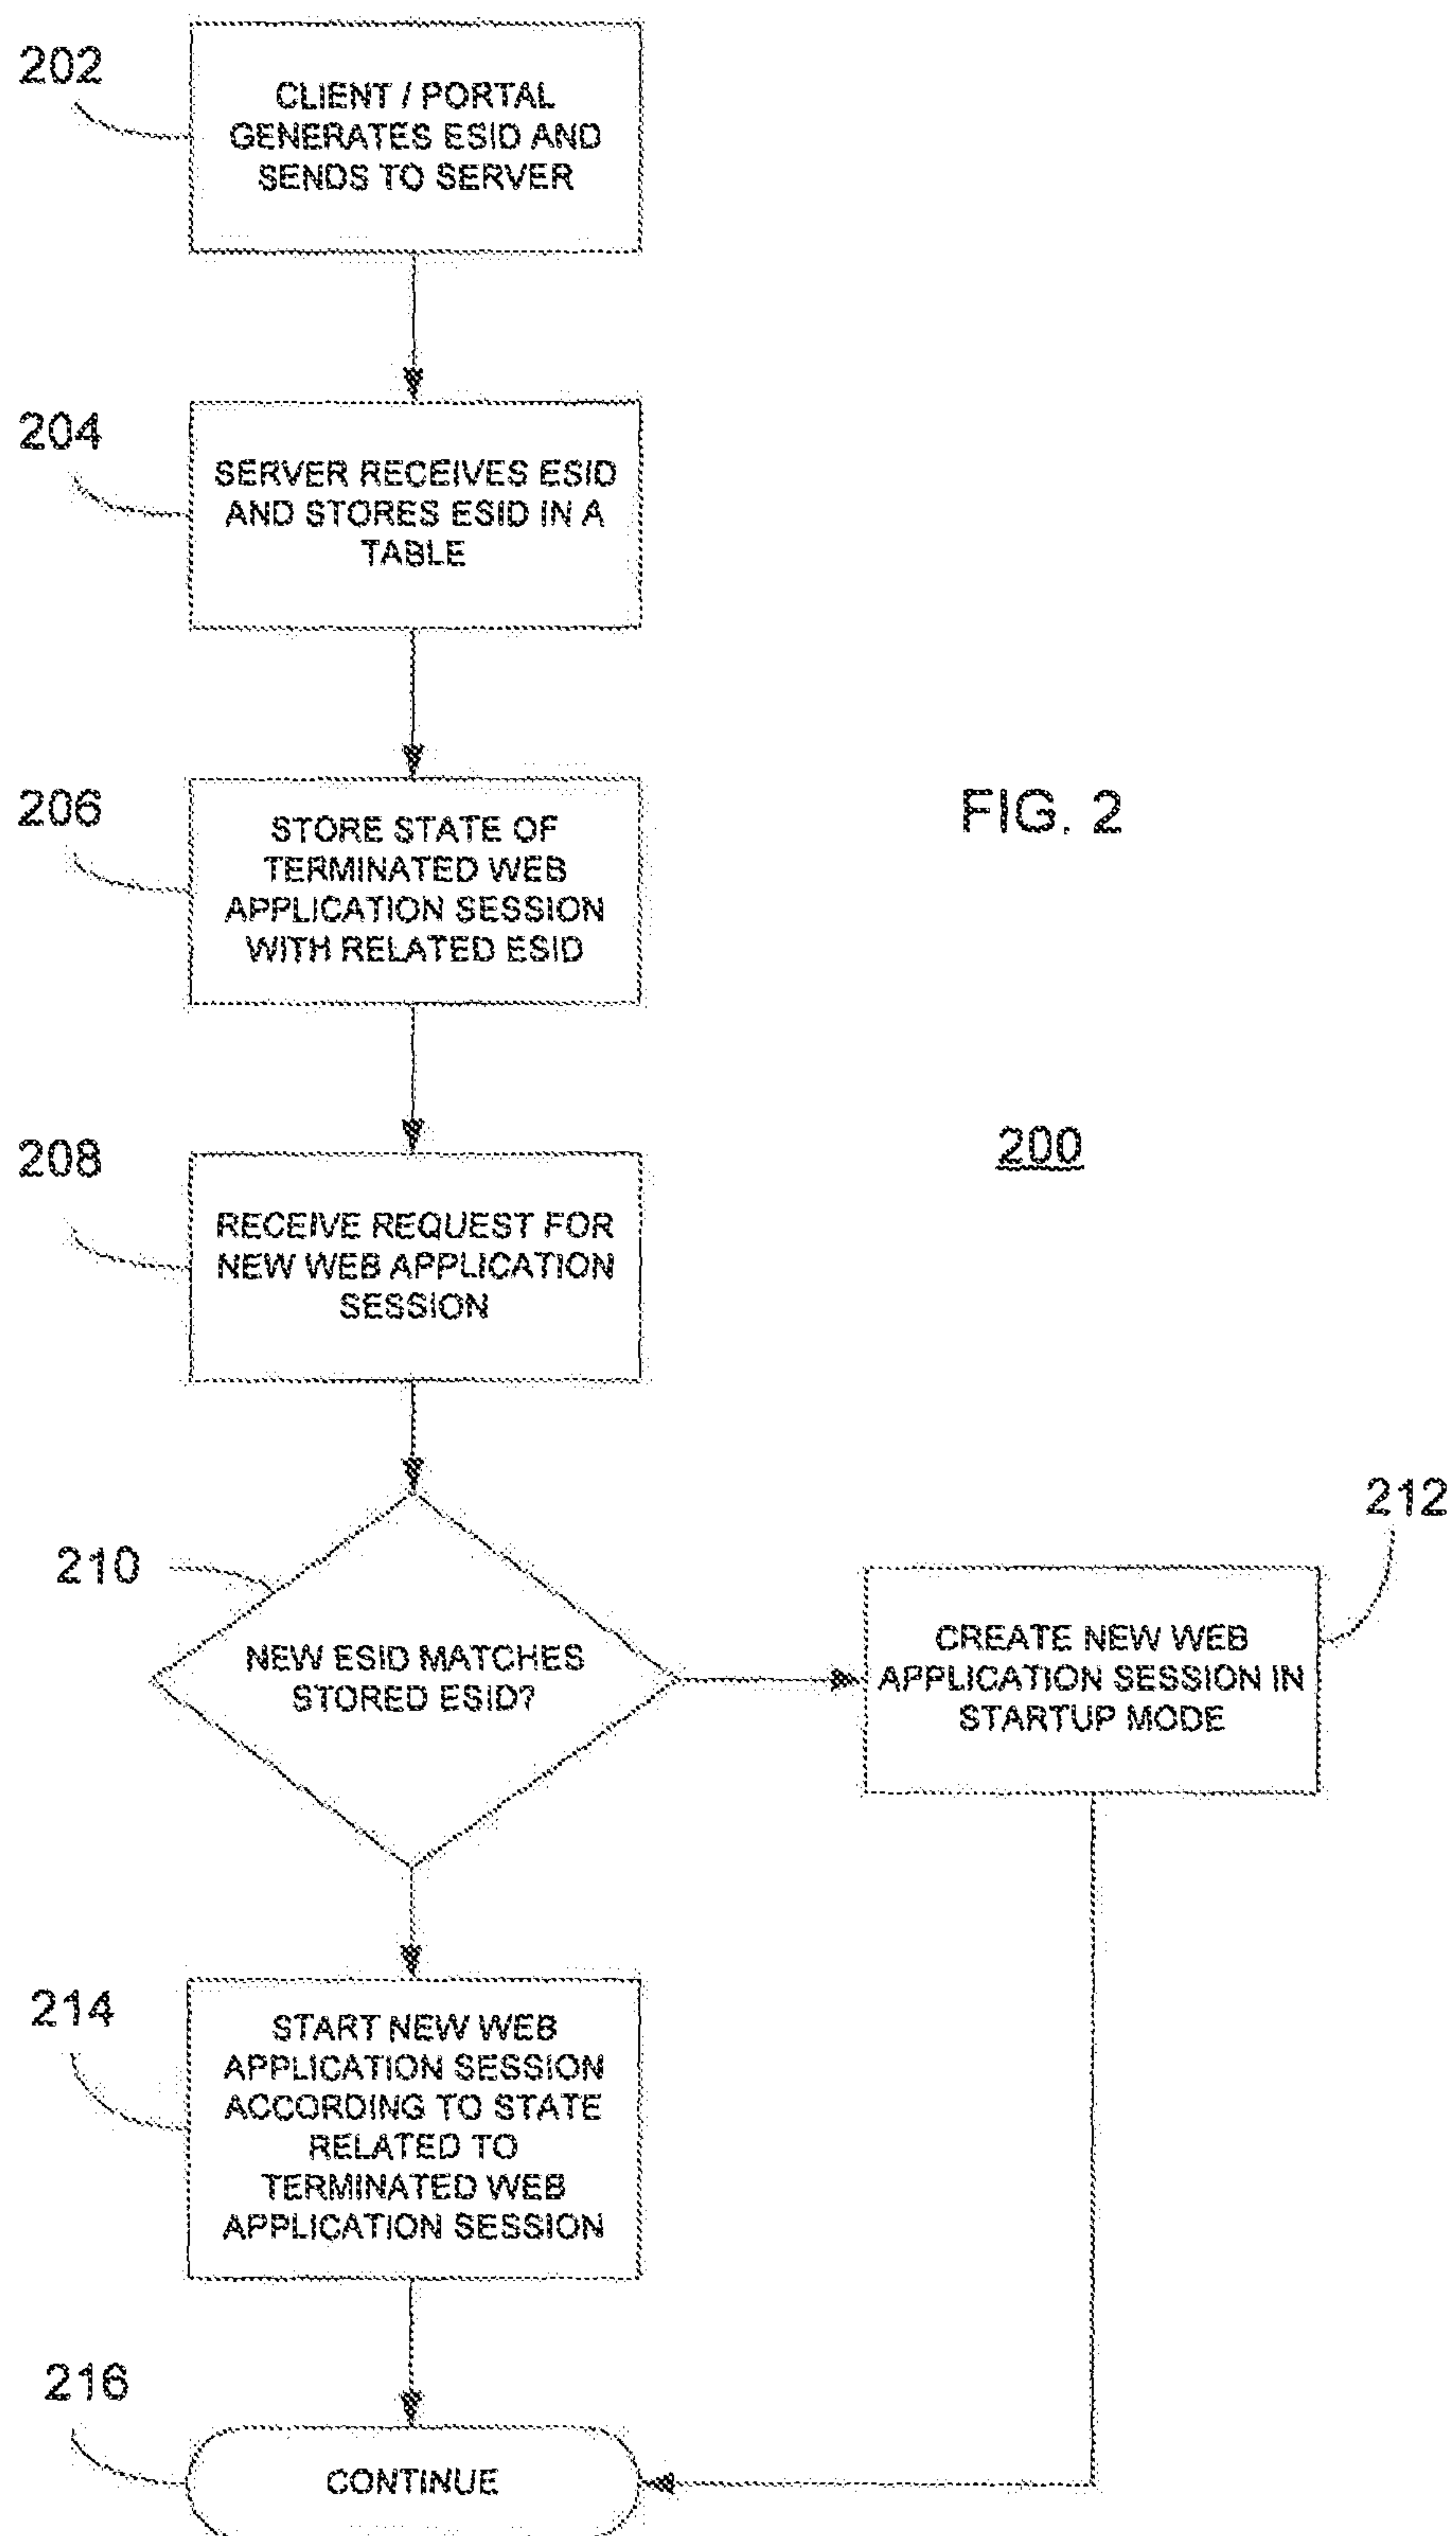 202
CLIENT / PORTAL
GENERATES ESID AND
SENDS TO SERVER
204
SERVER RECEIVES ESID
AND STORES ESID IN A
TABLE
206
STORE STATE OF
TERMINATED WEB
APPLICATION SESSION
WITH RELATED ESID
FIG. 2
200
208
RECEIVE REQUEST FOR
NEW WEB APPLICATION
SESSION
210
NEW ESID MATCHES
STORED ESID?
212
CREATE NEW WEB
APPLICATION SESSION IN
STARTUP MODE
214
START NEW WEB
APPLICATION SESSION
ACCORDING TO STATE
RELATED TO
TERMINATED WEB
APPLICATION SESSION
216
CONTINUE